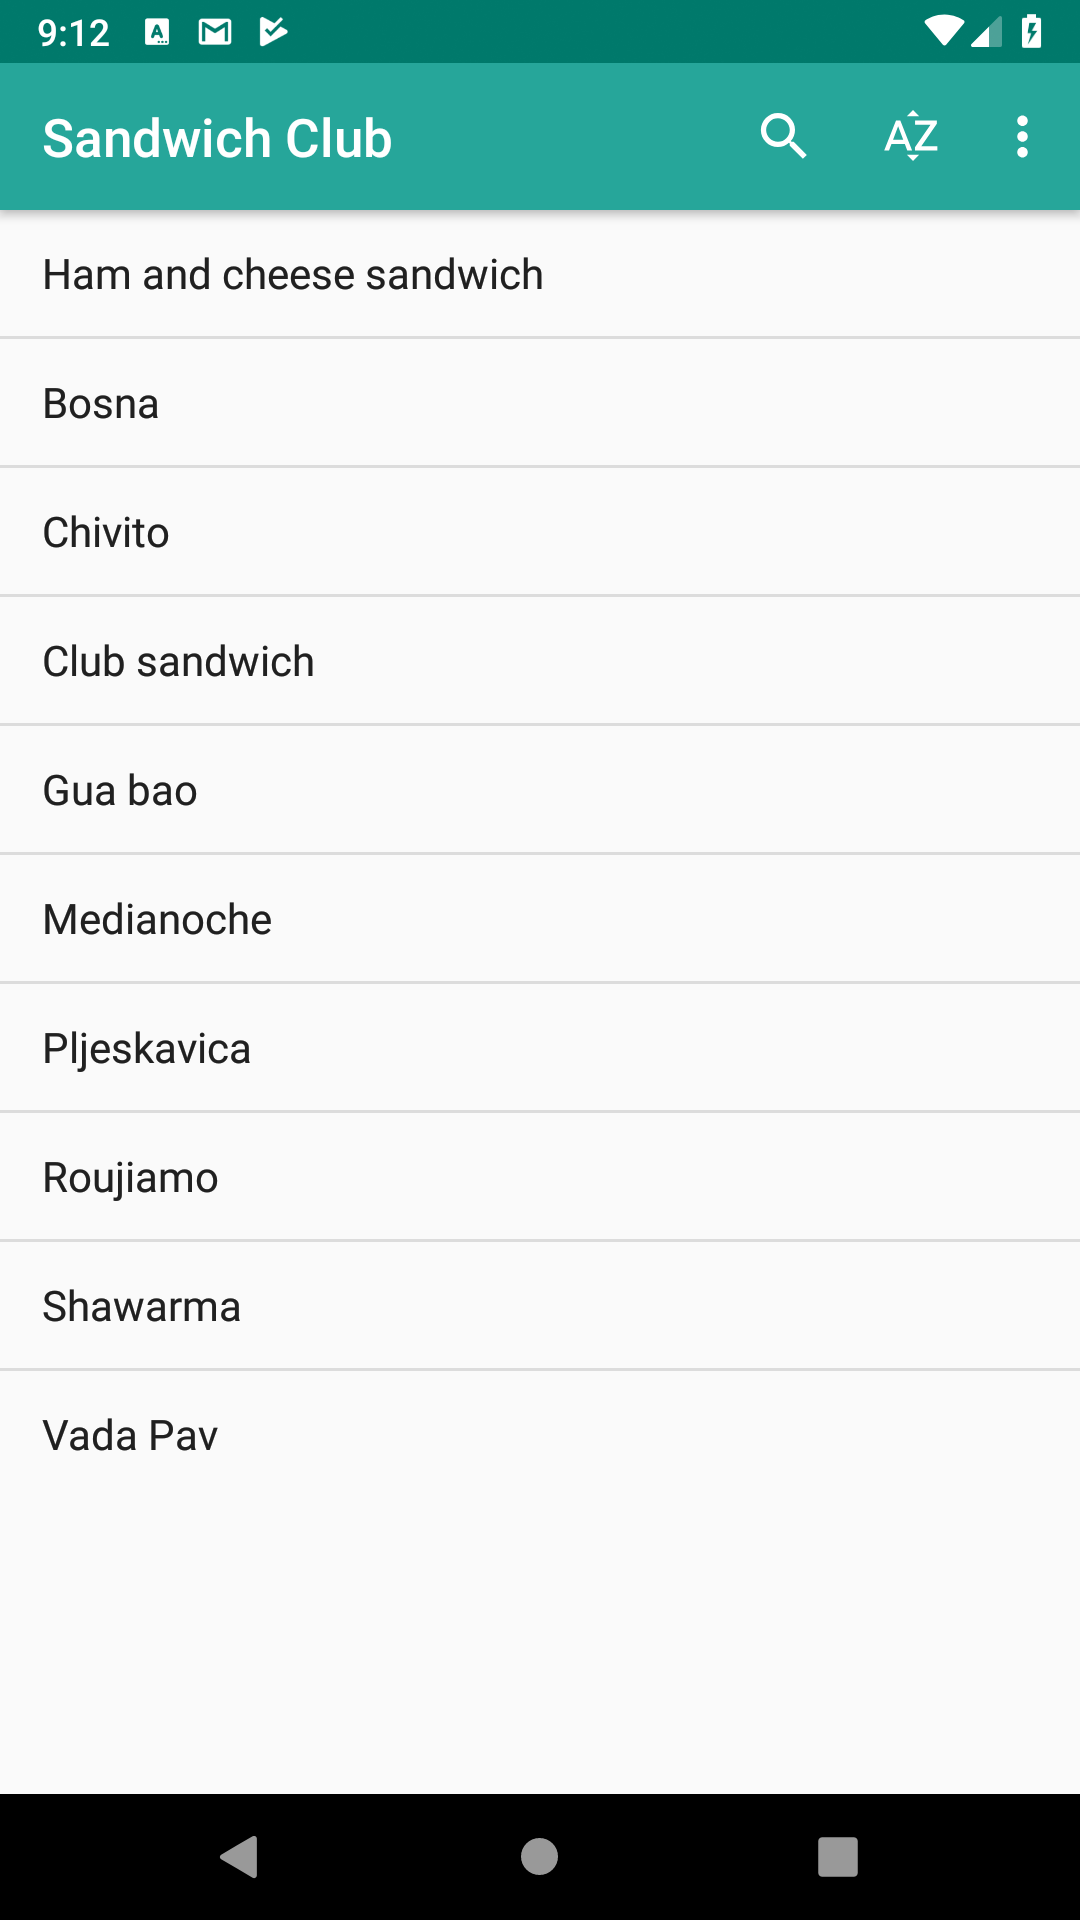 9:12
Sandwich Club
AZ
Ham and cheese sandwich
Bosna
Chivito
Club sandwich
Gua bao
Medianoche
Pljeskavica
Roujiamo
Shawarma
Vada Pav